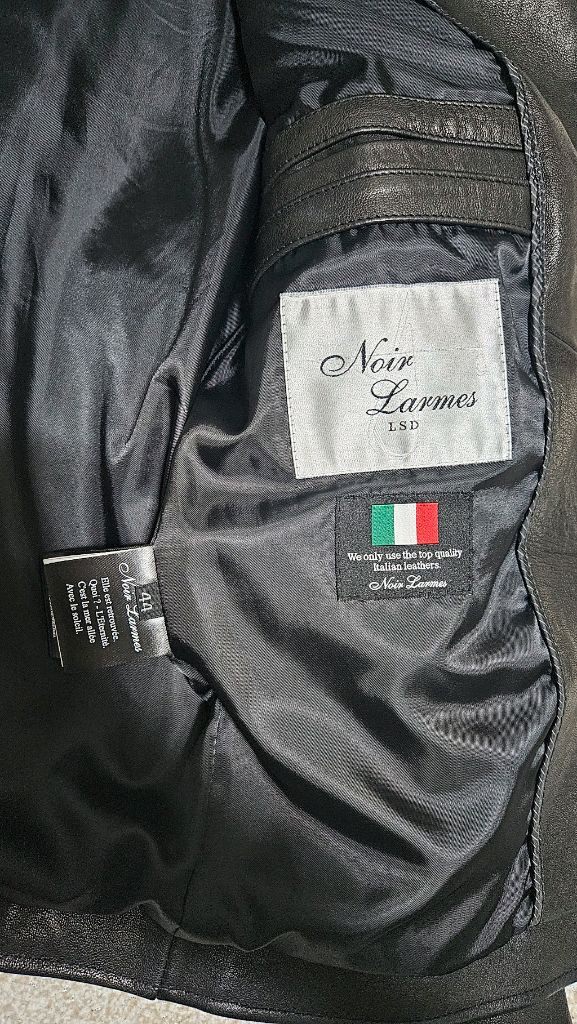 Noir
Larmes
LSD
We only use the top quality
Italian leathers.
Noir Larmes
44
Noir Larmes
Elle est retrouvée.
Quoi ? - L'Eternité.
C'est la mer allée
Avec le soleil.